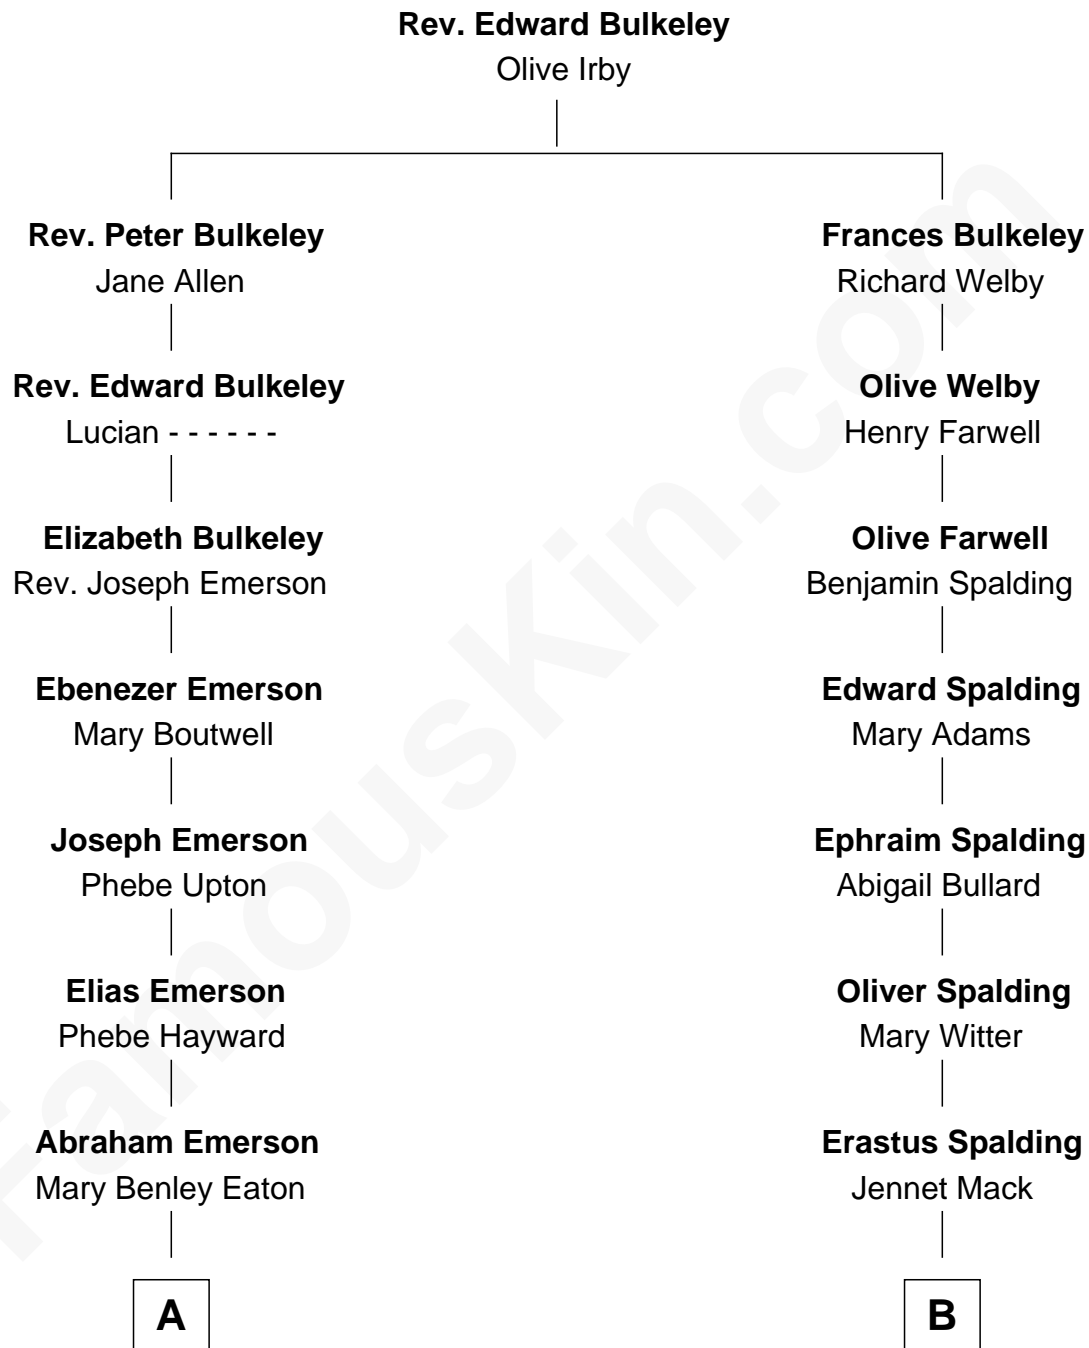 Rev. Edward Bulkeley
Olive Irby
Rev. Peter Bulkeley
Jane Allen
Rev. Edward Bulkeley
Lucian - - - - - -
Elizabeth Bulkeley
Rev. Joseph Emerson
Ebenezer Emerson
Mary Boutwell
Joseph Emerson
Phebe Upton
Elias Emerson
Phebe Hayward
Abraham Emerson
Mary Benley Eaton
A
Frances Bulkeley
Richard Welby
Olive Welby
Henry Farwell
Olive Farwell
Benjamin Spalding
Edward Spalding
Mary Adams
Ephraim Spalding
Abigail Bullard
Oliver Spalding
Mary Witter
Erastus Spalding
Jennet Mack
B
FamousKin.com